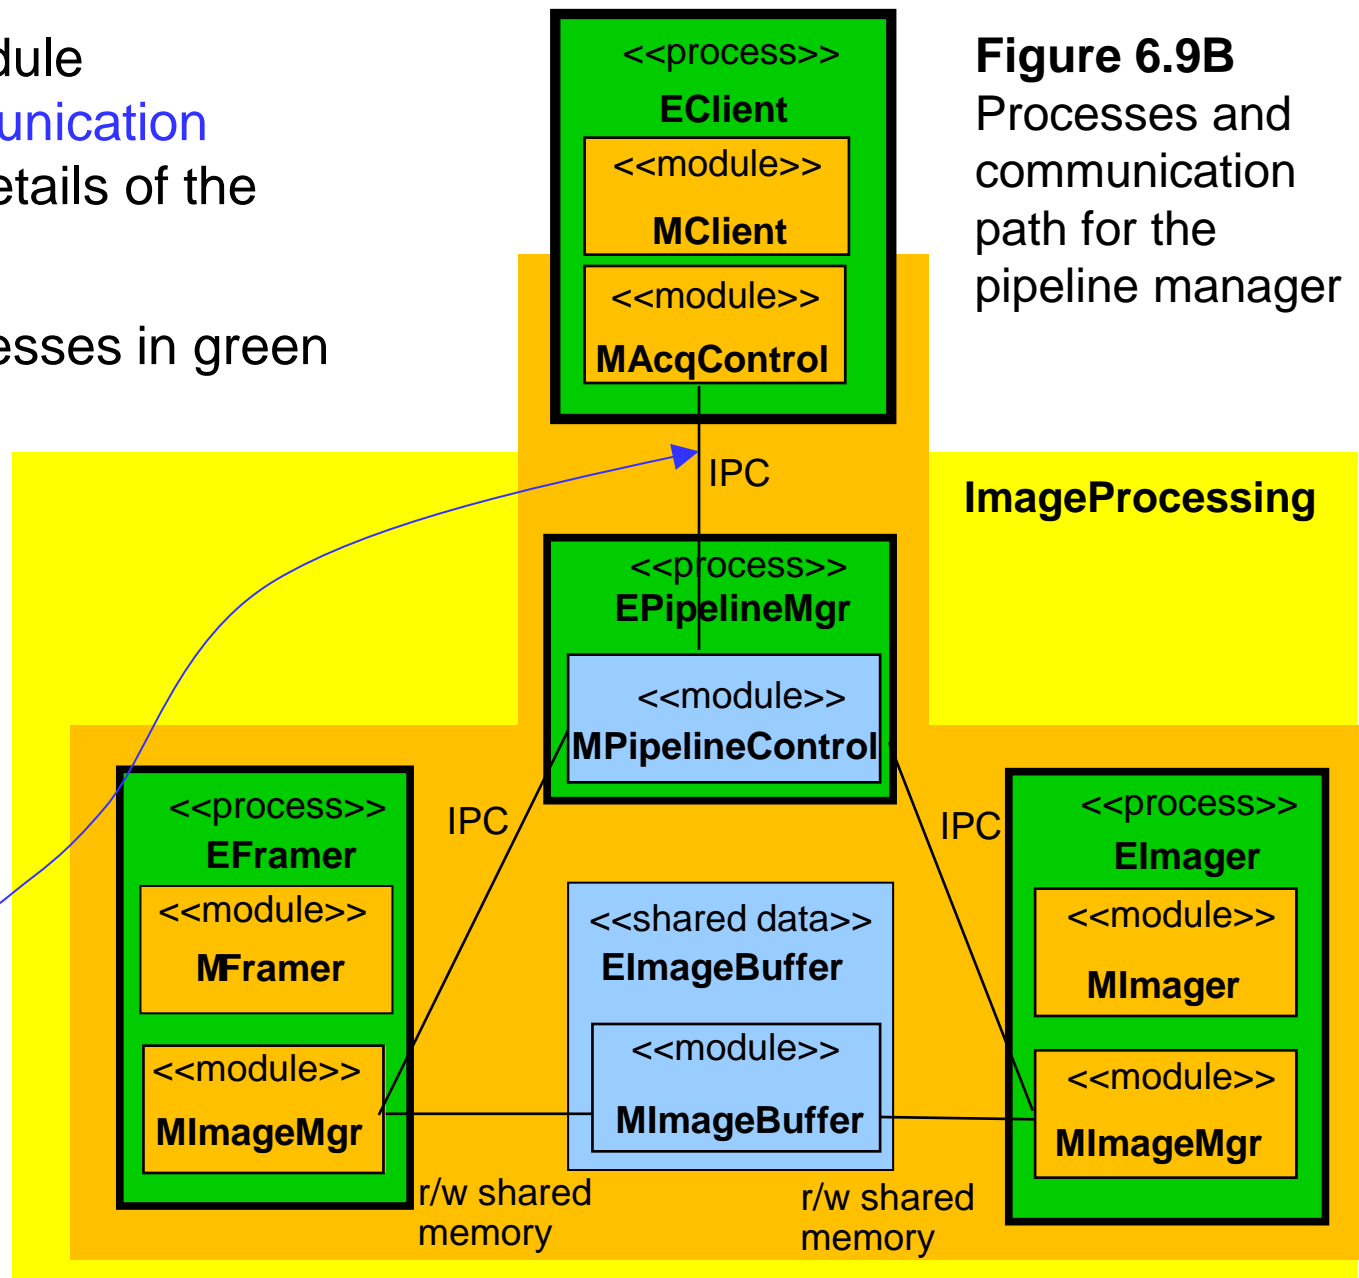 dule
unication
etails of the
esses in green
Figure 6.9B
Processes and
communication
path for the
pipeline manager
<<process>>
EClient
<<module>>
MClient
<<module>>
MAcqControl
IPC
ImageProcessing
<<process>>
EPipelineMgr
<<module>>
MPipelineControl
IPC
IPC
<<process>>
EFramer
<<module>>
MFramer
<<module>>
MImageMgr
<<shared data>>
EImageBuffer
<<module>>
MImageBuffer
<<process>>
EImager
<<module>>
MImager
<<module>>
MImageMgr
r/w shared
memory
r/w shared
memory